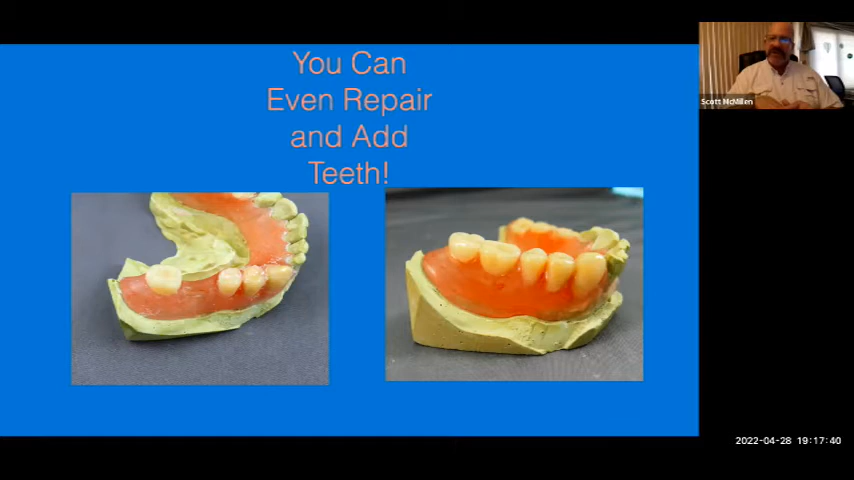 You Can
Even Repair
and Add
Teeth!
Scott McMillen
2022-04-28 19:17:40